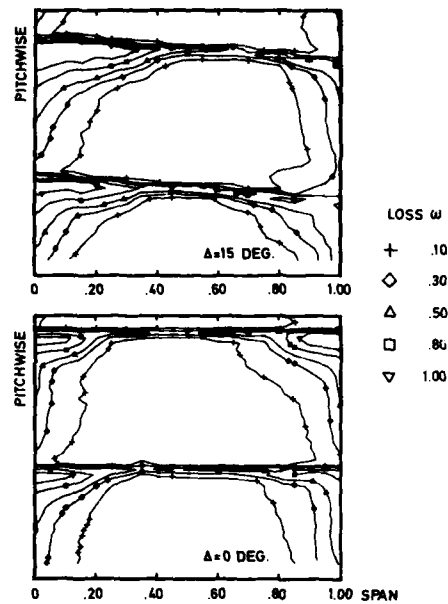 PITCHWISE
Δ=15 DEG.
0 .20 .40 .60 .80 1.00
LOSS ω
+ .10
◇ .30
△ .50
□ .80
▽ 1.00
PITCHWISE
Δ=0 DEG.
0 .20 .40 .60 .80 1.00 SPAN